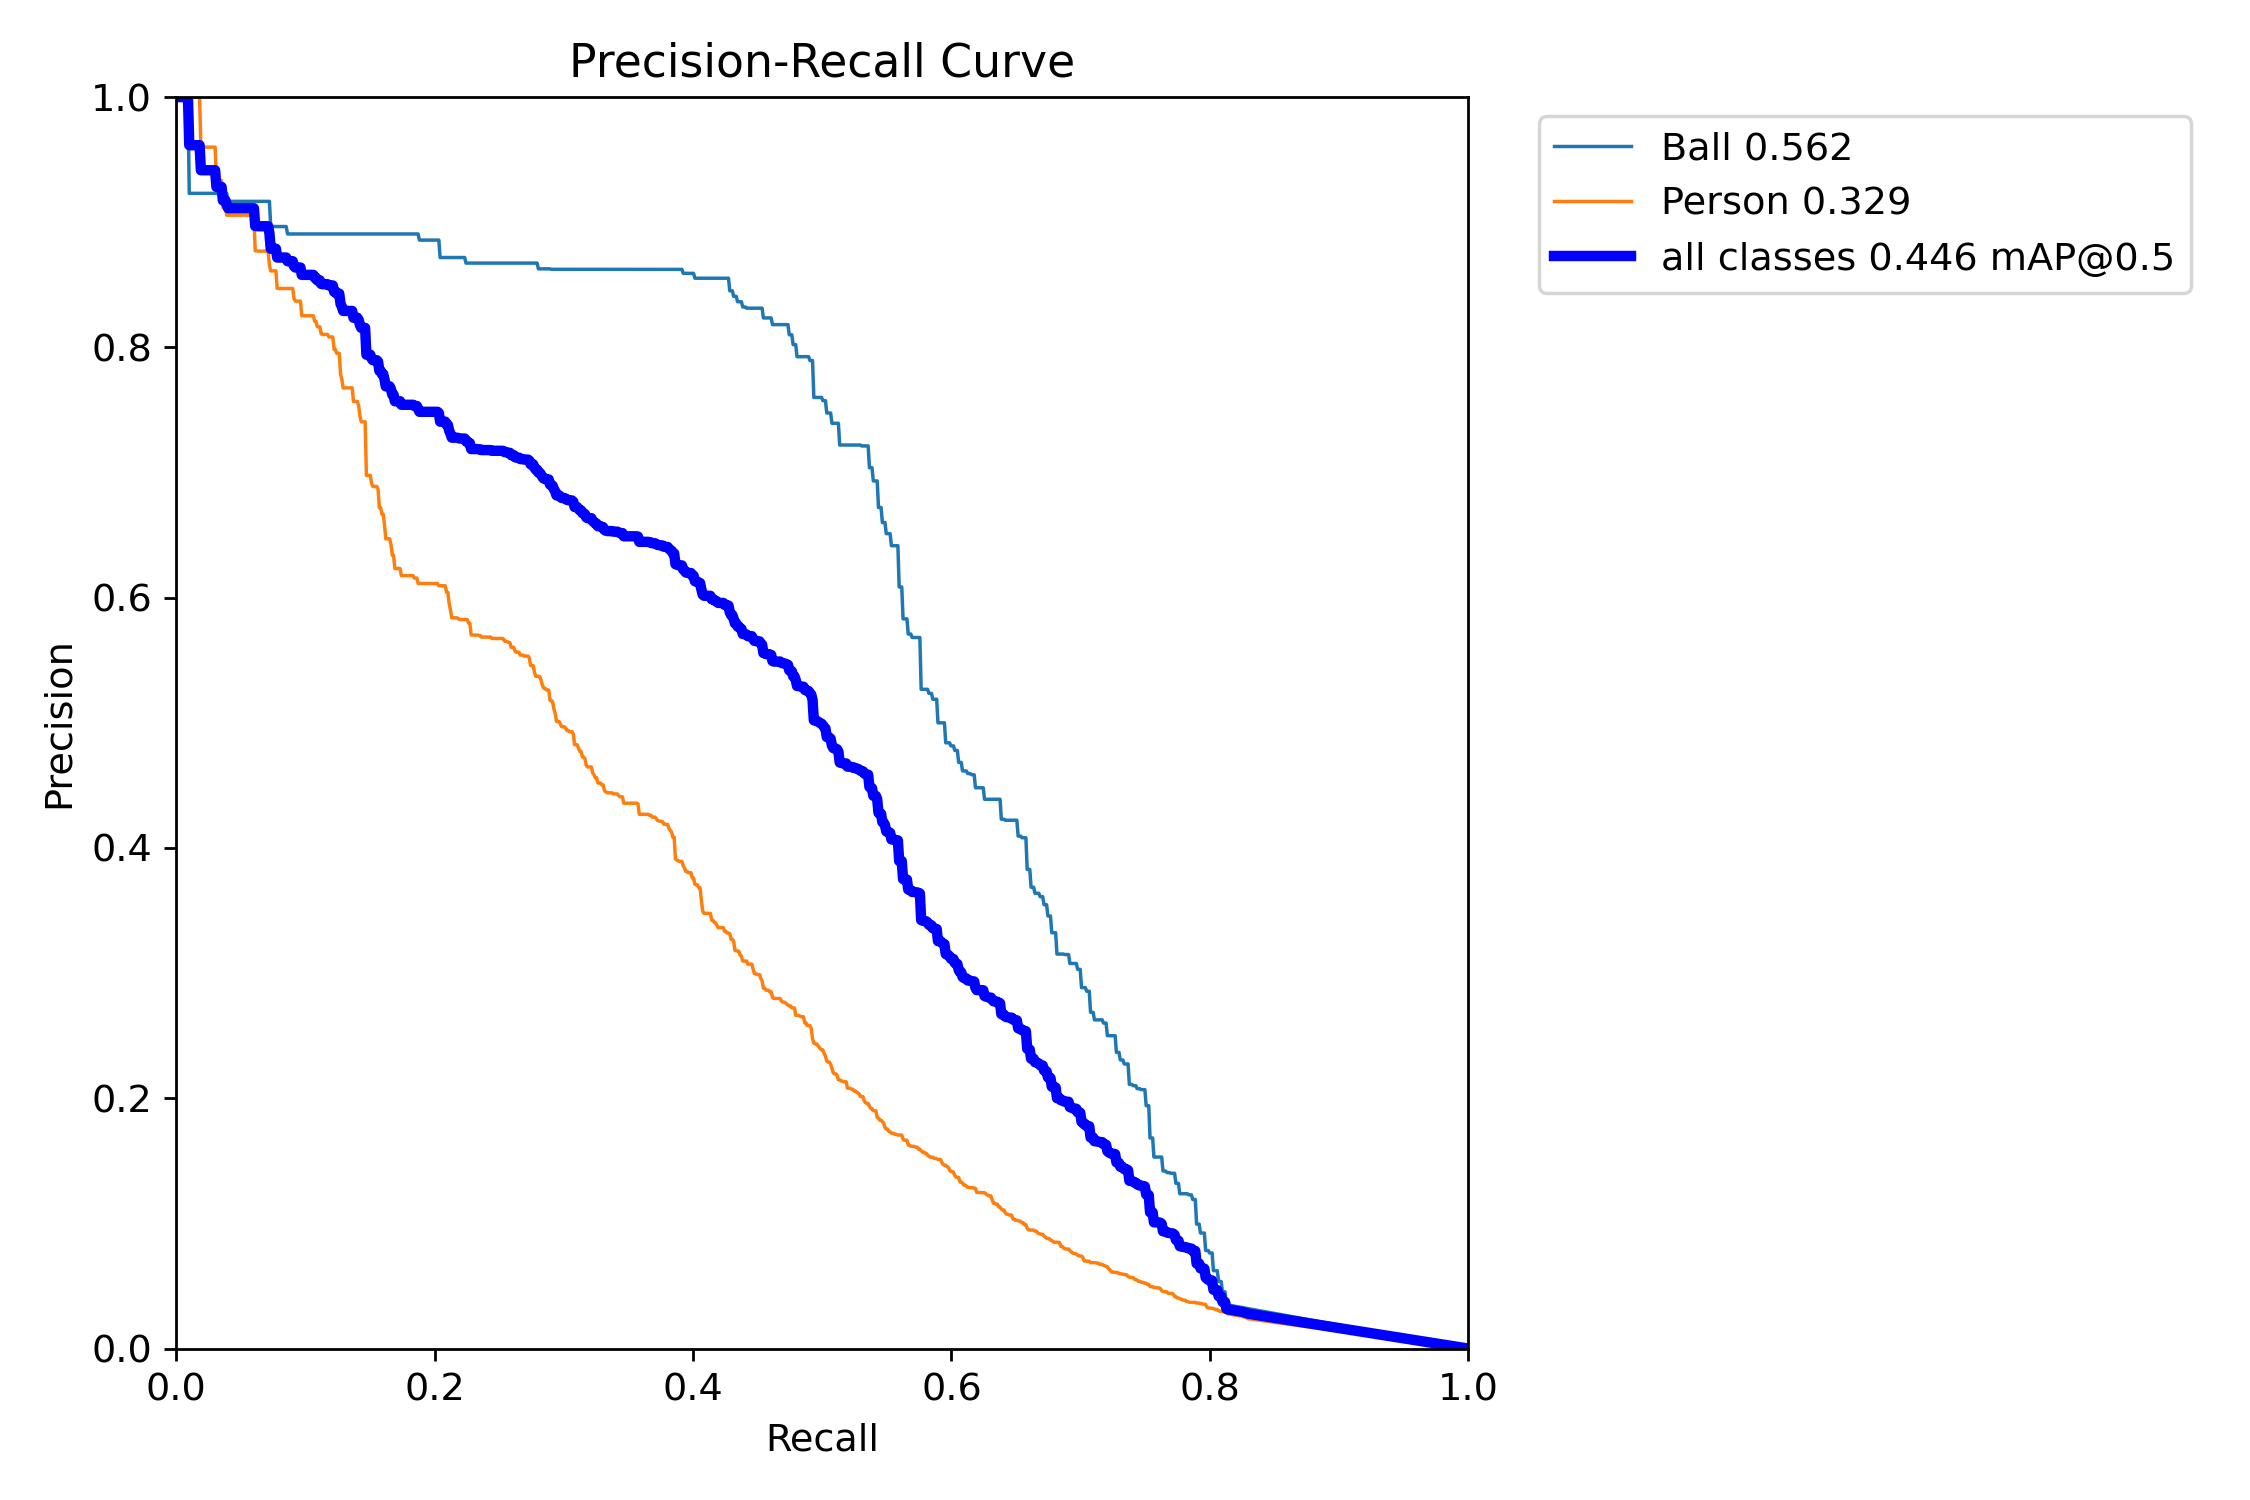 Precision-Recall Curve
1.0
0.8
0.6
0.4
0.2
0.0
Precision
0.0 0.2 0.4 0.6 0.8 1.0
Recall
Ball 0.562
Person 0.329
all classes 0.446 mAP@0.5